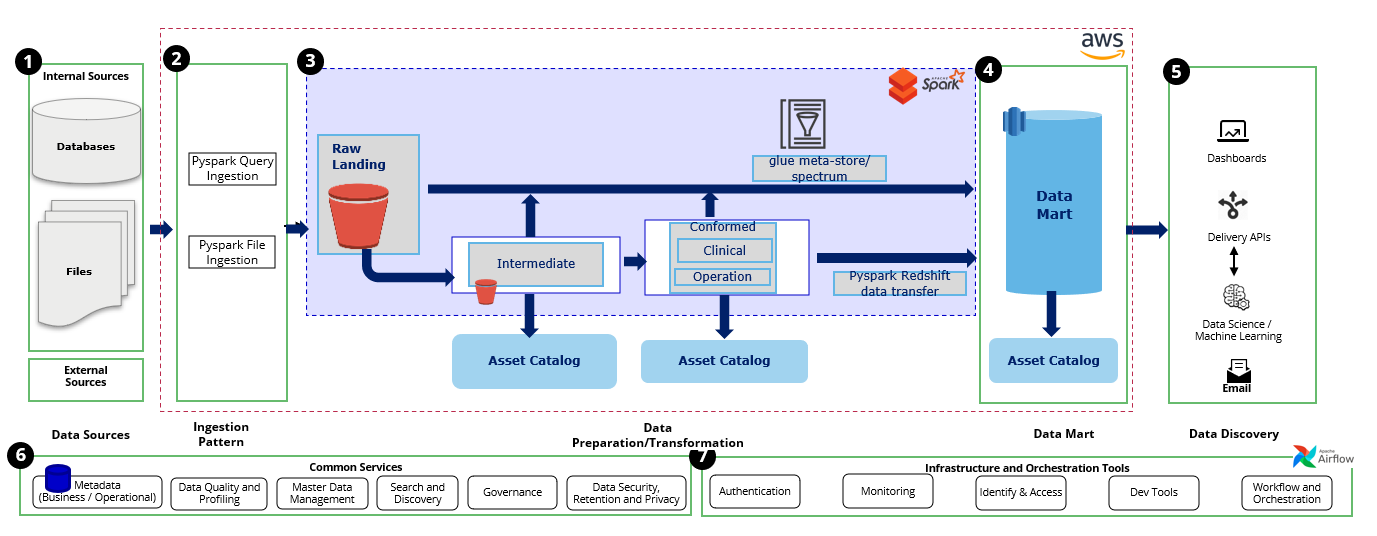 1
Internal Sources
Databases
Files
External
Sources
Data Sources
2
Pyspark Query
Ingestion
Pyspark File
Ingestion
Ingestion
Pattern
3
Raw
Landing
APACHE
Spark
glue meta-store/
spectrum
Intermediate
Conformed
Clinical
Operation
Pyspark Redshift
data transfer
Asset Catalog
Asset Catalog
Data
Preparation/Transformation
aws
4
Data
Mart
Asset Catalog
Data Mart
5
Dashboards
Delivery APIs
Data Science /
Machine Learning
Email
Data Discovery
6
Common Services
Metadata
(Business / Operational)
Data Quality and
Profiling
Master Data
Management
Search and
Discovery
Governance
Data Security,
Retention and Privacy
7
Infrastructure and Orchestration Tools
Apache
Airflow
Authentication
Monitoring
Identify & Access
Dev Tools
Workflow and
Orchestration